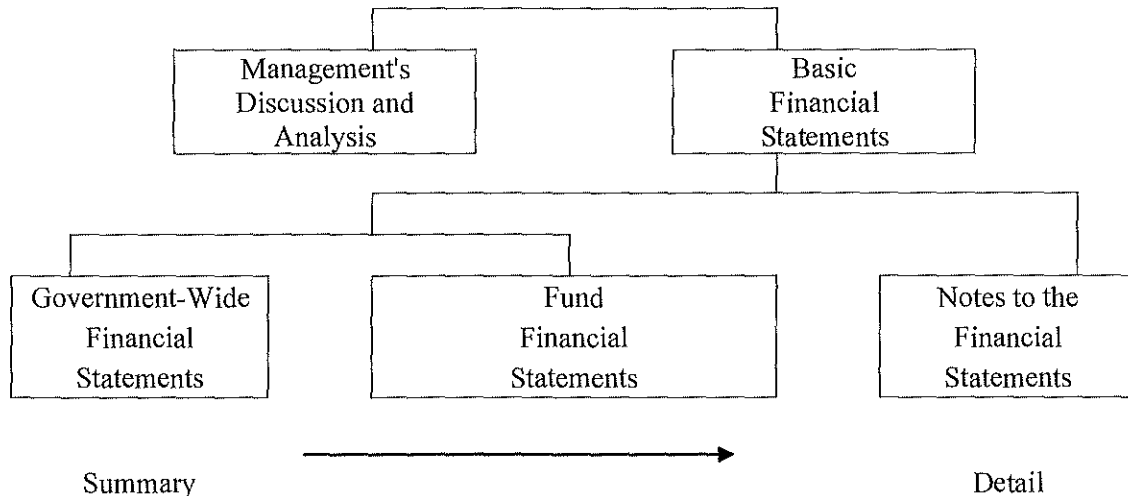 Management's
Discussion and
Analysis
Basic
Financial
Statements
Government-Wide
Financial
Statements
Fund
Financial
Statements
Notes to the
Financial
Statements
Summary
Detail